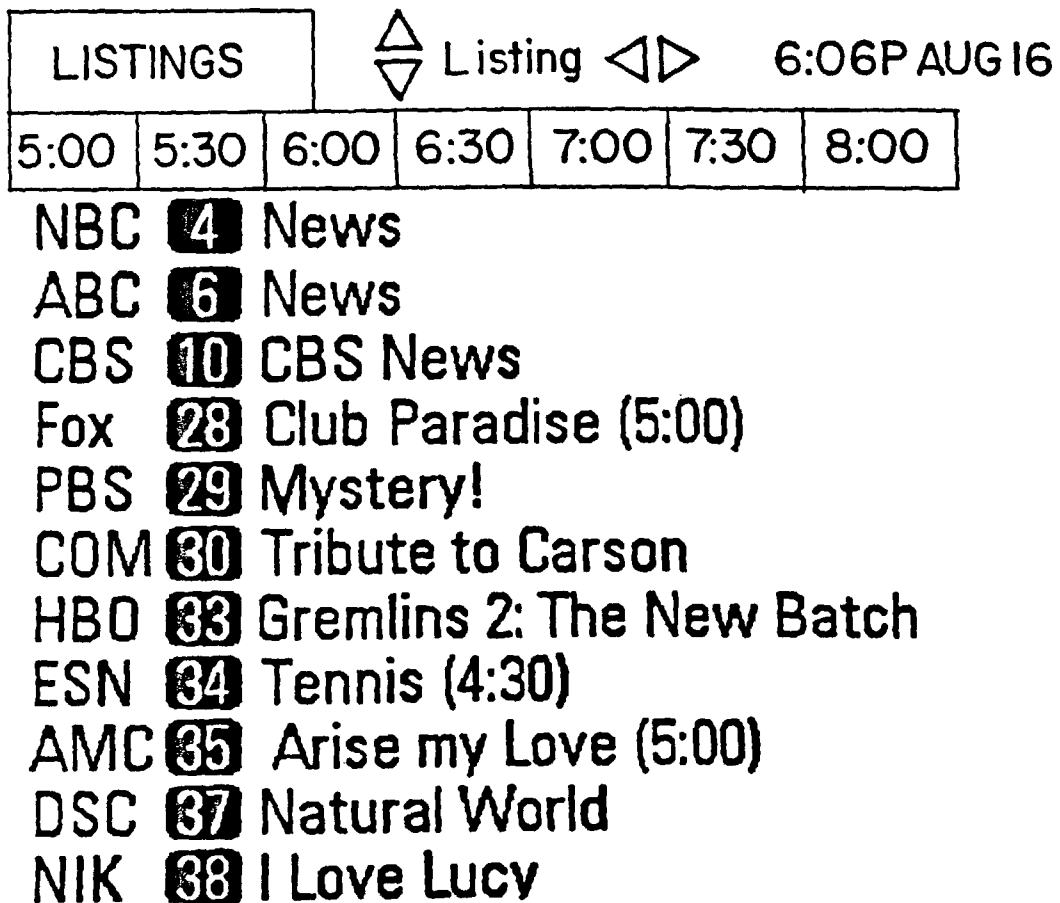 LISTINGS Listing 6:06P AUG 16
5:00 5:30 6:00 6:30 7:00 7:30 8:00
NBC 4 News
ABC 6 News
CBS 10 CBS News
Fox 28 Club Paradise (5:00)
PBS 29 Mystery!
COM 30 Tribute to Carson
HBO 33 Gremlins 2: The New Batch
ESN 34 Tennis (4:30)
AMC 35 Arise my Love (5:00)
DSC 37 Natural World
NIK 38 I Love Lucy